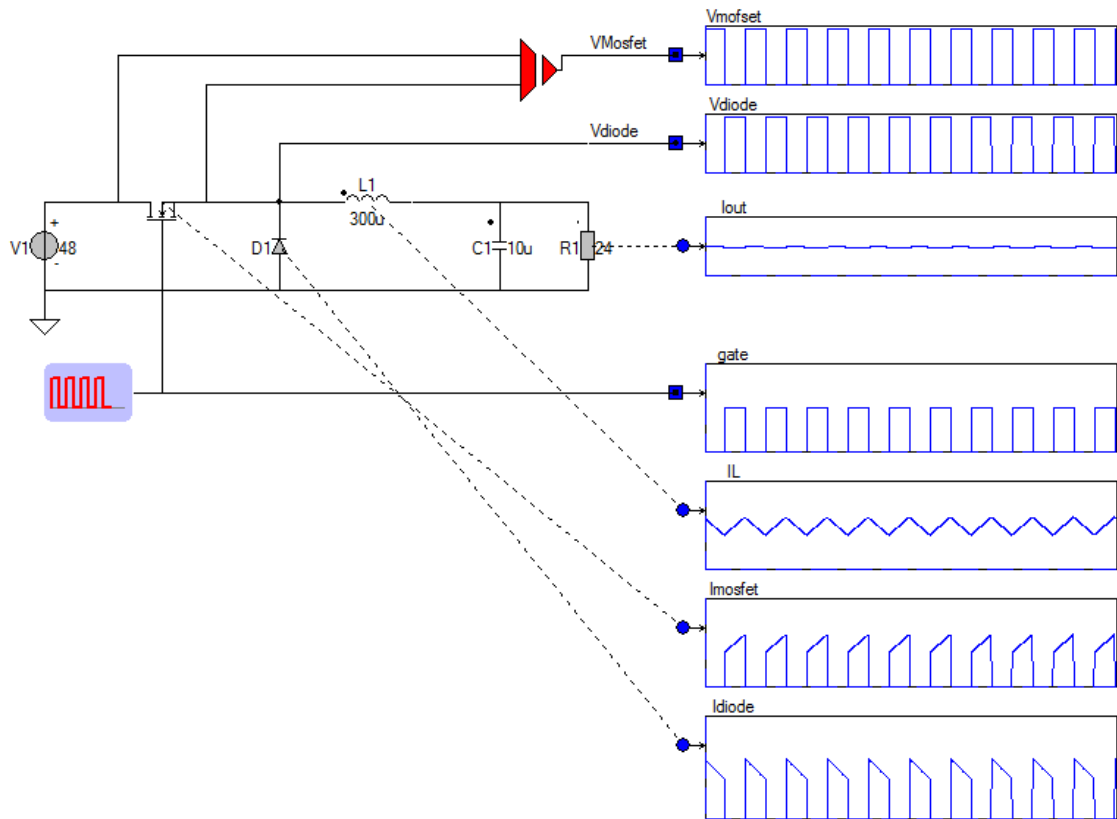 Vmofset
VMosfet
Vdiode
Vdiode
L1
300u
Iout
+
V1 48
-
D1
C1 10u
R1 24
gate
IL
Imosfet
Idiode